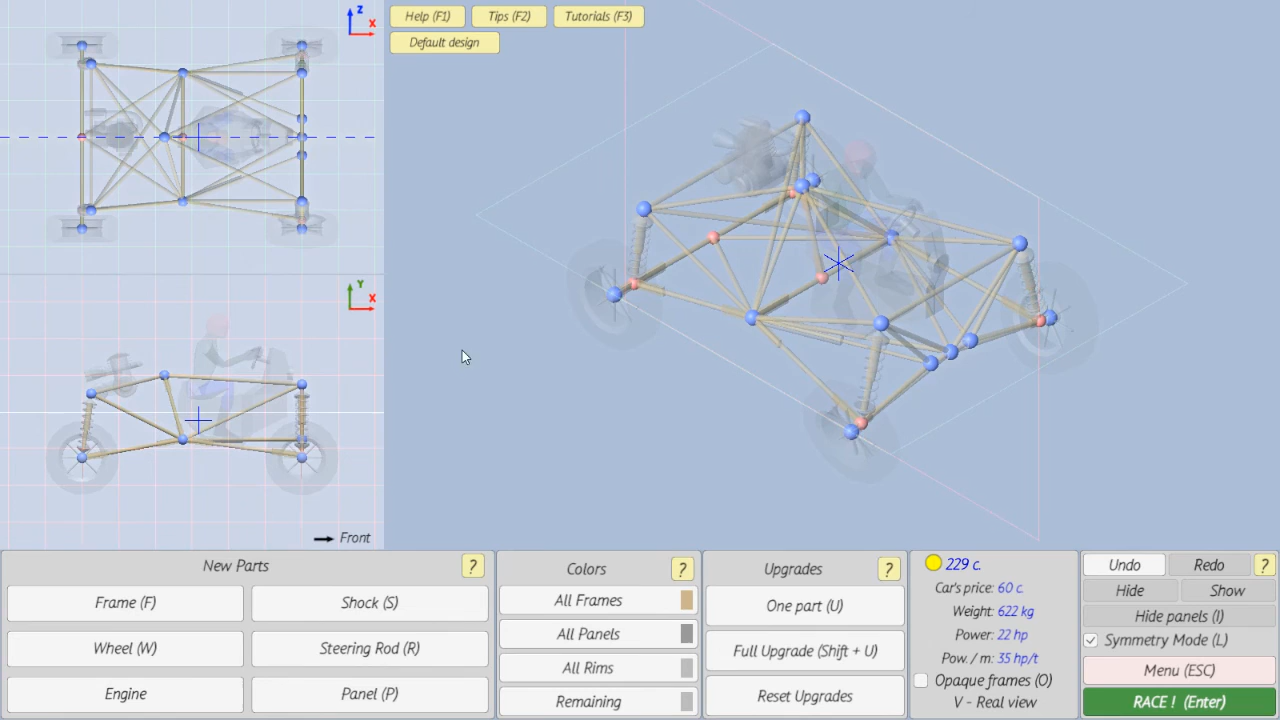 Z
X
Y
X
Front
Help (F1)
Tips (F2)
Tutorials (F3)
Default design
New Parts
?
Frame (F)
Shock (S)
Wheel (W)
Steering Rod (R)
Engine
Panel (P)
Colors
?
All Frames
All Panels
All Rims
Remaining
Upgrades
?
One part (U)
Full Upgrade (Shift + U)
Reset Upgrades
229 c.
Car's price: 60 c.
Weight: 622 kg
Power: 22 hp
Pow. / m: 35 hp/t
Opaque frames (O)
V - Real view
Undo
Redo
?
Hide
Show
Hide panels (I)
Symmetry Mode (L)
Menu (ESC)
RACE ! (Enter)